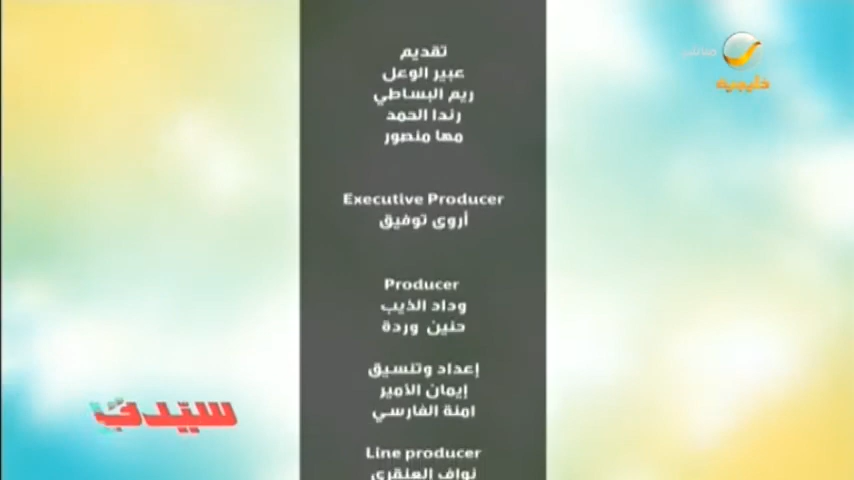 تقديم
عبير الوعل
ريم البساطي
رندا الحمد
مها منصور
Executive Producer
أروى توفيق
Producer
وداد الذيب
حنين وردة
إعداد وتنسيق
إيمان الأمير
امنة الفارسي
Line producer
نواف العنقري
مباشر
خليجية
سيدتي